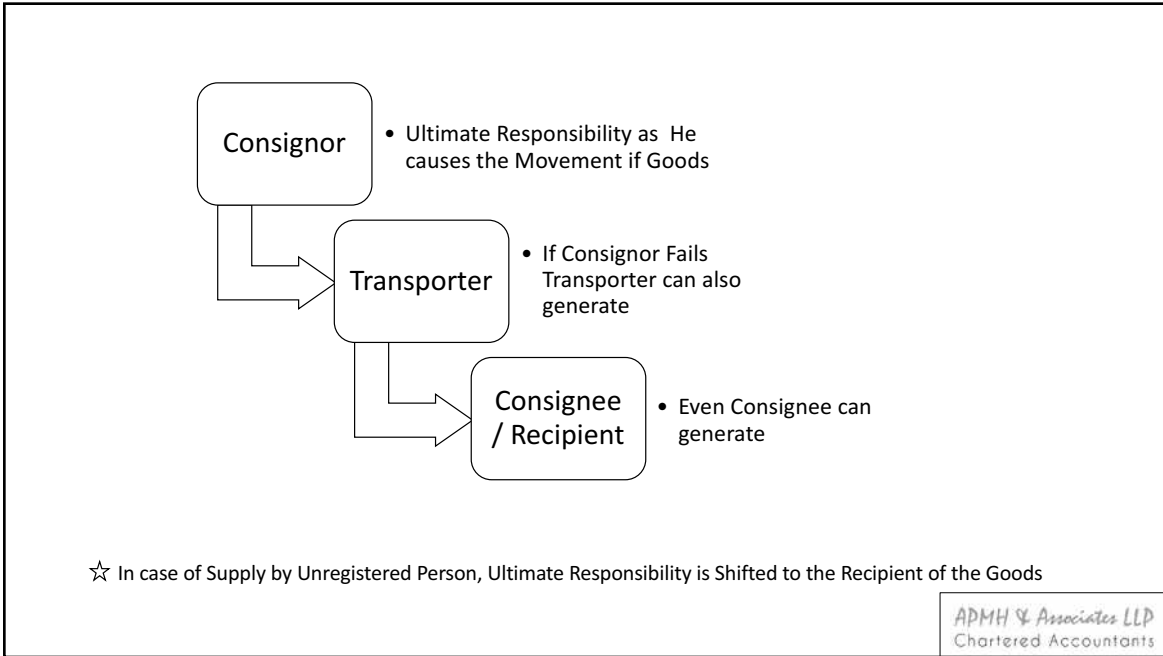 Consignor
• Ultimate Responsibility as He
causes the Movement if Goods
Transporter
• If Consignor Fails
Transporter can also
generate
Consignee
/ Recipient
• Even Consignee can
generate
☆ In case of Supply by Unregistered Person, Ultimate Responsibility is Shifted to the Recipient of the Goods
APMH & Associates LLP
Chartered Accountants